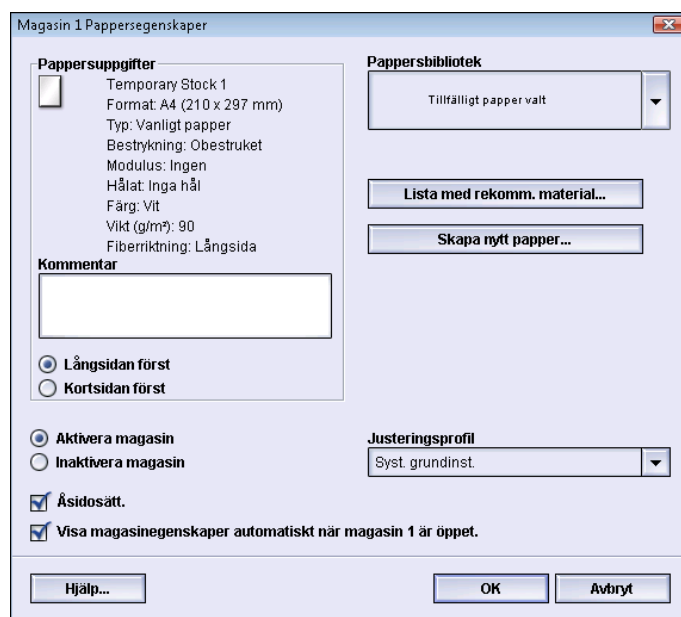 Magasin 1 Pappersegenskaper
Pappersuppgifter
Temporary Stock 1
Format: A4 (210 x 297 mm)
Typ: Vanligt papper
Bestrykning: Obestruket
Modulus: Ingen
Hålat: Inga hål
Färg: Vit
Vikt (g/m²): 90
Fiberriktning: Långsida
Kommentar
Långsidan först
Kortsidan först
Pappersbibliotek
Tillfälligt papper valt
Lista med rekomm. material...
Skapa nytt papper...
Aktivera magasin
Inaktivera magasin
Justeringsprofil
Syst. grundinst.
Åsidosätt.
Visa magasinegenskaper automatiskt när magasin 1 är öppet.
Hjälp...
OK
Avbryt